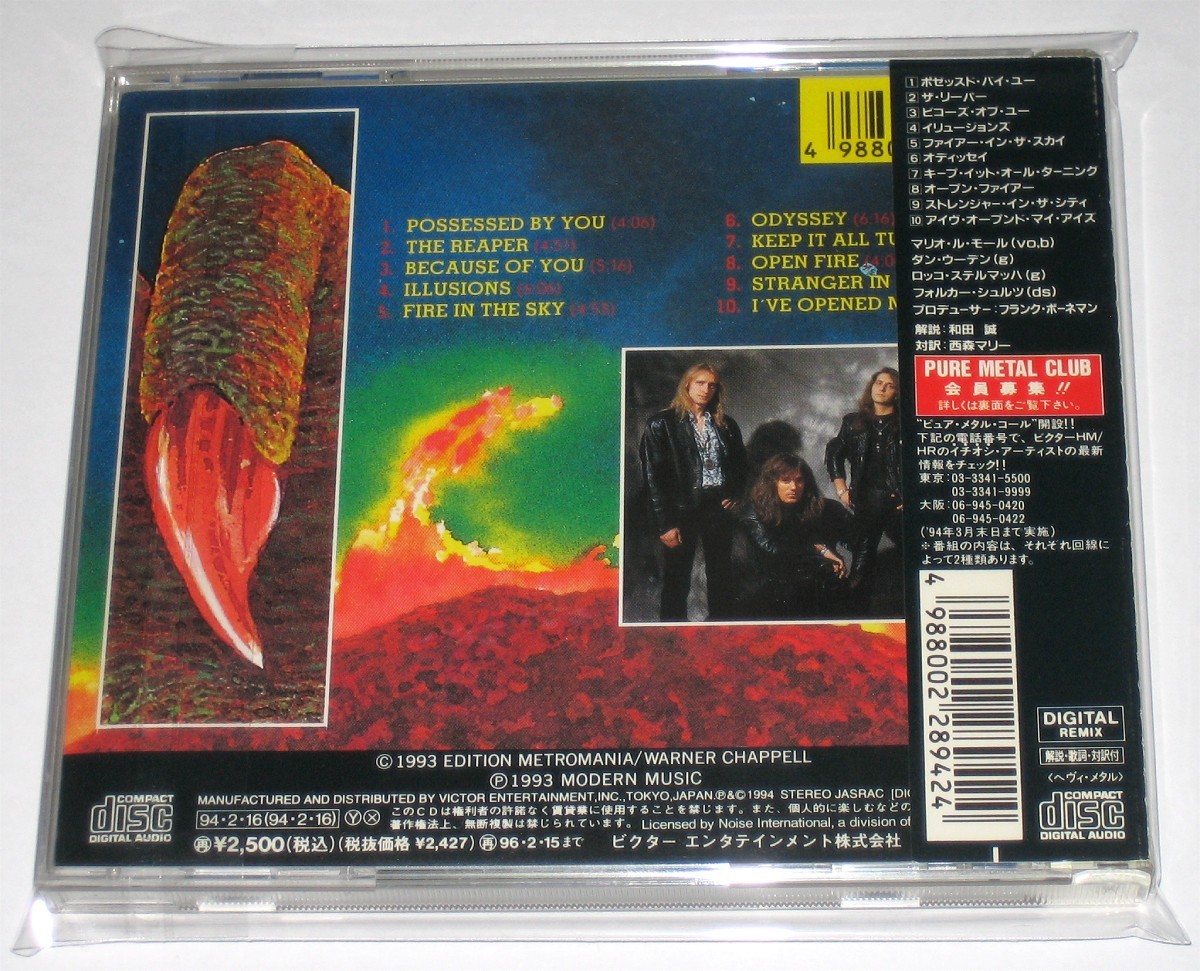 1. POSSESSED BY YOU (4:06)
2. THE REAPER (4:51)
3. BECAUSE OF YOU (5:16)
4. ILLUSIONS (6:06)
5. FIRE IN THE SKY (4:53)
6. ODYSSEY (6:16)
7. KEEP IT ALL TU
8. OPEN FIRE (4:0
9. STRANGER IN
10. I'VE OPENED M
4 9880
© 1993 EDITION METROMANIA/WARNER CHAPPELL
℗ 1993 MODERN MUSIC
COMPACT
disc
DIGITAL AUDIO
MANUFACTURED AND DISTRIBUTED BY VICTOR ENTERTAINMENT, INC., TOKYO, JAPAN. ℗&© 1994 STEREO JASRAC [DIG
94・2・16 (94・2・16) Ⓨ Ⓧ
このCDは権利者の許諾なく賃貸業に使用することを禁じます。また、個人的に楽しむなどの
著作権法上、無断複製は禁じられています。 Licensed by Noise International, a division of
㊢¥2,500(税込)(税抜価格 ¥2,427)㊢96・2・15まで ビクター エンタテインメント株式会社
1 ポゼッスド・バイ・ユー
2 ザ・リーパー
3 ビコーズ・オブ・ユー
4 イリュージョンズ
5 ファイアー・イン・ザ・スカイ
6 オディッセイ
7 キープ・イット・オール・ターニング
8 オープン・ファイアー
9 ストレンジャー・イン・ザ・シティ
10 アイヴ・オープンド・マイ・アイズ
マリオ・ル・モール(vo,b)
ダン・ウーデン(g)
ロッコ・ステルマッハ(g)
フォルカー・シュルツ(ds)
プロデューサー:フランク・ボーネマン
解説:和田 誠
対訳:西森マリー
PURE METAL CLUB
会員募集!!
詳しくは裏面をご覧下さい。
"ピュア・メタル・コール"開設!!
下記の電話番号で、ビクターHM/
HRのイチオシ・アーティストの最新
情報をチェック!!
東京:03-3341-5500
03-3341-9999
大阪:06-945-0420
06-945-0422
('94年3月末日まで実施)
※番組の内容は、それぞれ回線に
よって2種類あります。
4 988002 289424
DIGITAL
REMIX
解説・歌詞・対訳付
〈ヘヴィ・メタル〉
COMPACT
disc
DIGITAL AUDIO